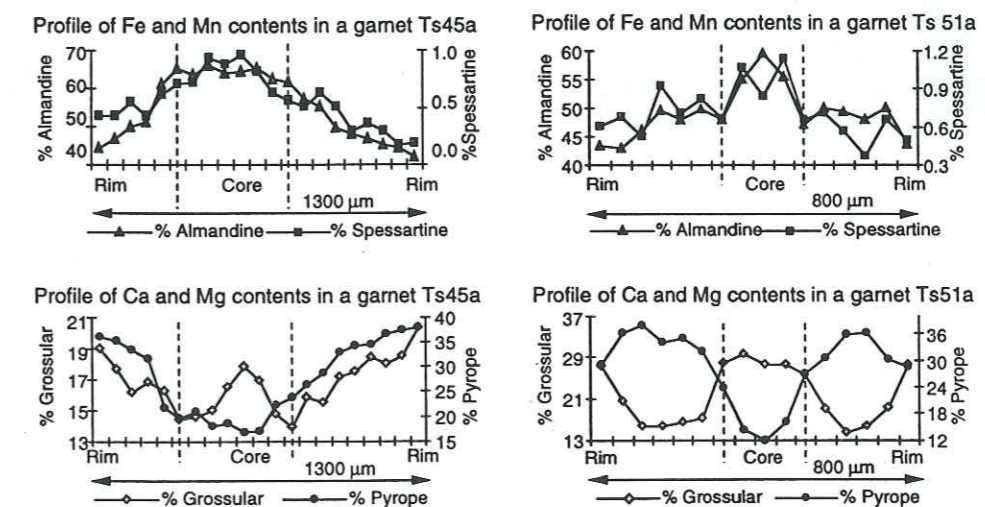 Profile of Fe and Mn contents in a garnet Ts45a
70
60
50
40
% Almandine
1.0
0.5
0.0
% Spessartine
Rim
Core
Rim
1300 µm
% Almandine
% Spessartine
Profile of Fe and Mn contents in a garnet Ts 51a
60
55
50
45
40
% Almandine
1.2
0.9
0.6
0.3
% Spessartine
Rim
Core
Rim
800 µm
% Almandine
% Spessartine
Profile of Ca and Mg contents in a garnet Ts45a
21
19
17
15
13
% Grossular
40
35
30
25
20
15
% Pyrope
Rim
Core
Rim
1300 µm
% Grossular
% Pyrope
Profile of Ca and Mg contents in a garnet Ts51a
37
29
21
13
% Grossular
36
30
24
18
12
% Pyrope
Rim
Core
Rim
800 µm
% Grossular
% Pyrope